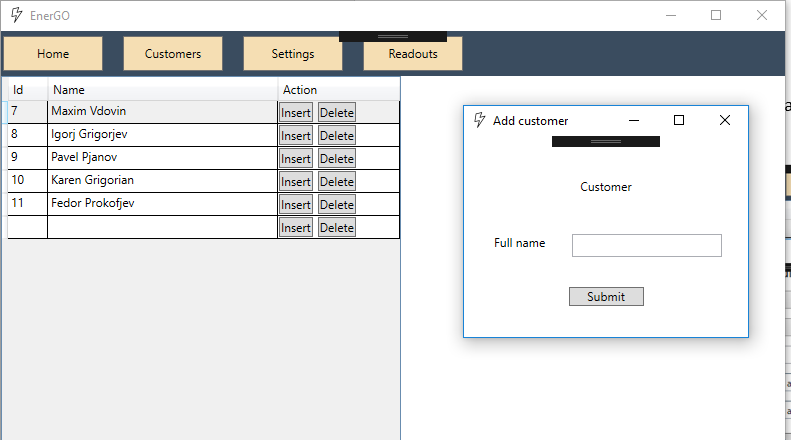 EnerGO
Home Customers Settings Readouts
Id Name Action
7 Maxim Vdovin Insert Delete
8 Igorj Grigorjev Insert Delete
9 Pavel Pjanov Insert Delete
10 Karen Grigorian Insert Delete
11 Fedor Prokofjev Insert Delete
Insert Delete
Add customer
Customer
Full name
Submit